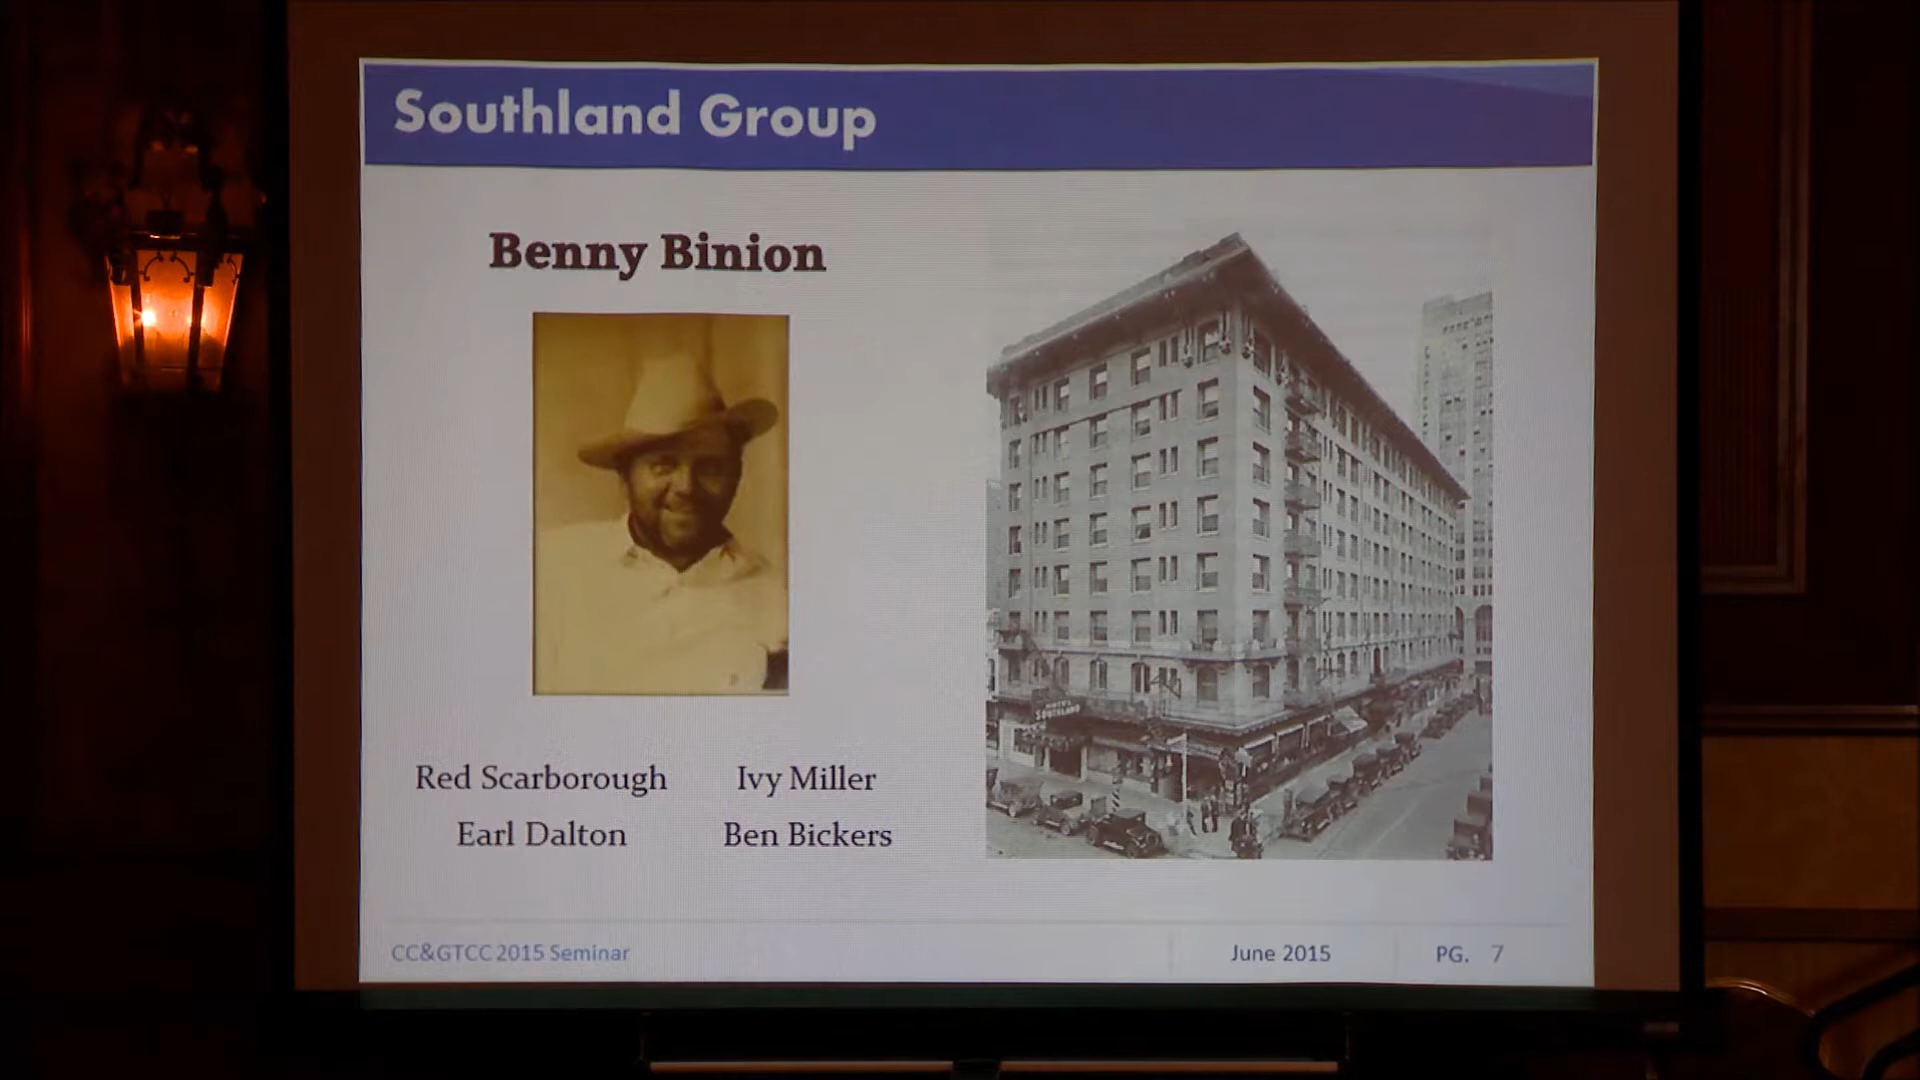 Southland Group
Benny Binion
Red Scarborough
Ivy Miller
Earl Dalton
Ben Bickers
SOUTHLAND
CC&GTCC 2015 Seminar
June 2015
PG. 7